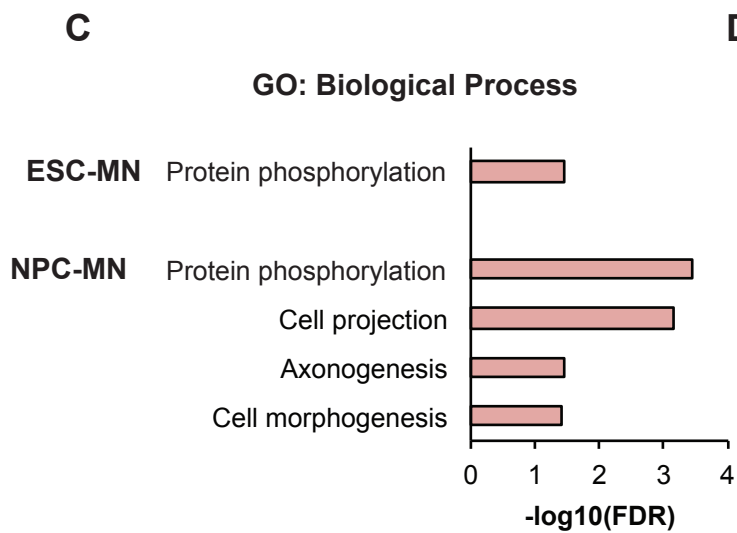 C
GO: Biological Process
ESC-MN Protein phosphorylation
NPC-MN Protein phosphorylation
Cell projection
Axonogenesis
Cell morphogenesis
0 1 2 3 4
-log10(FDR)